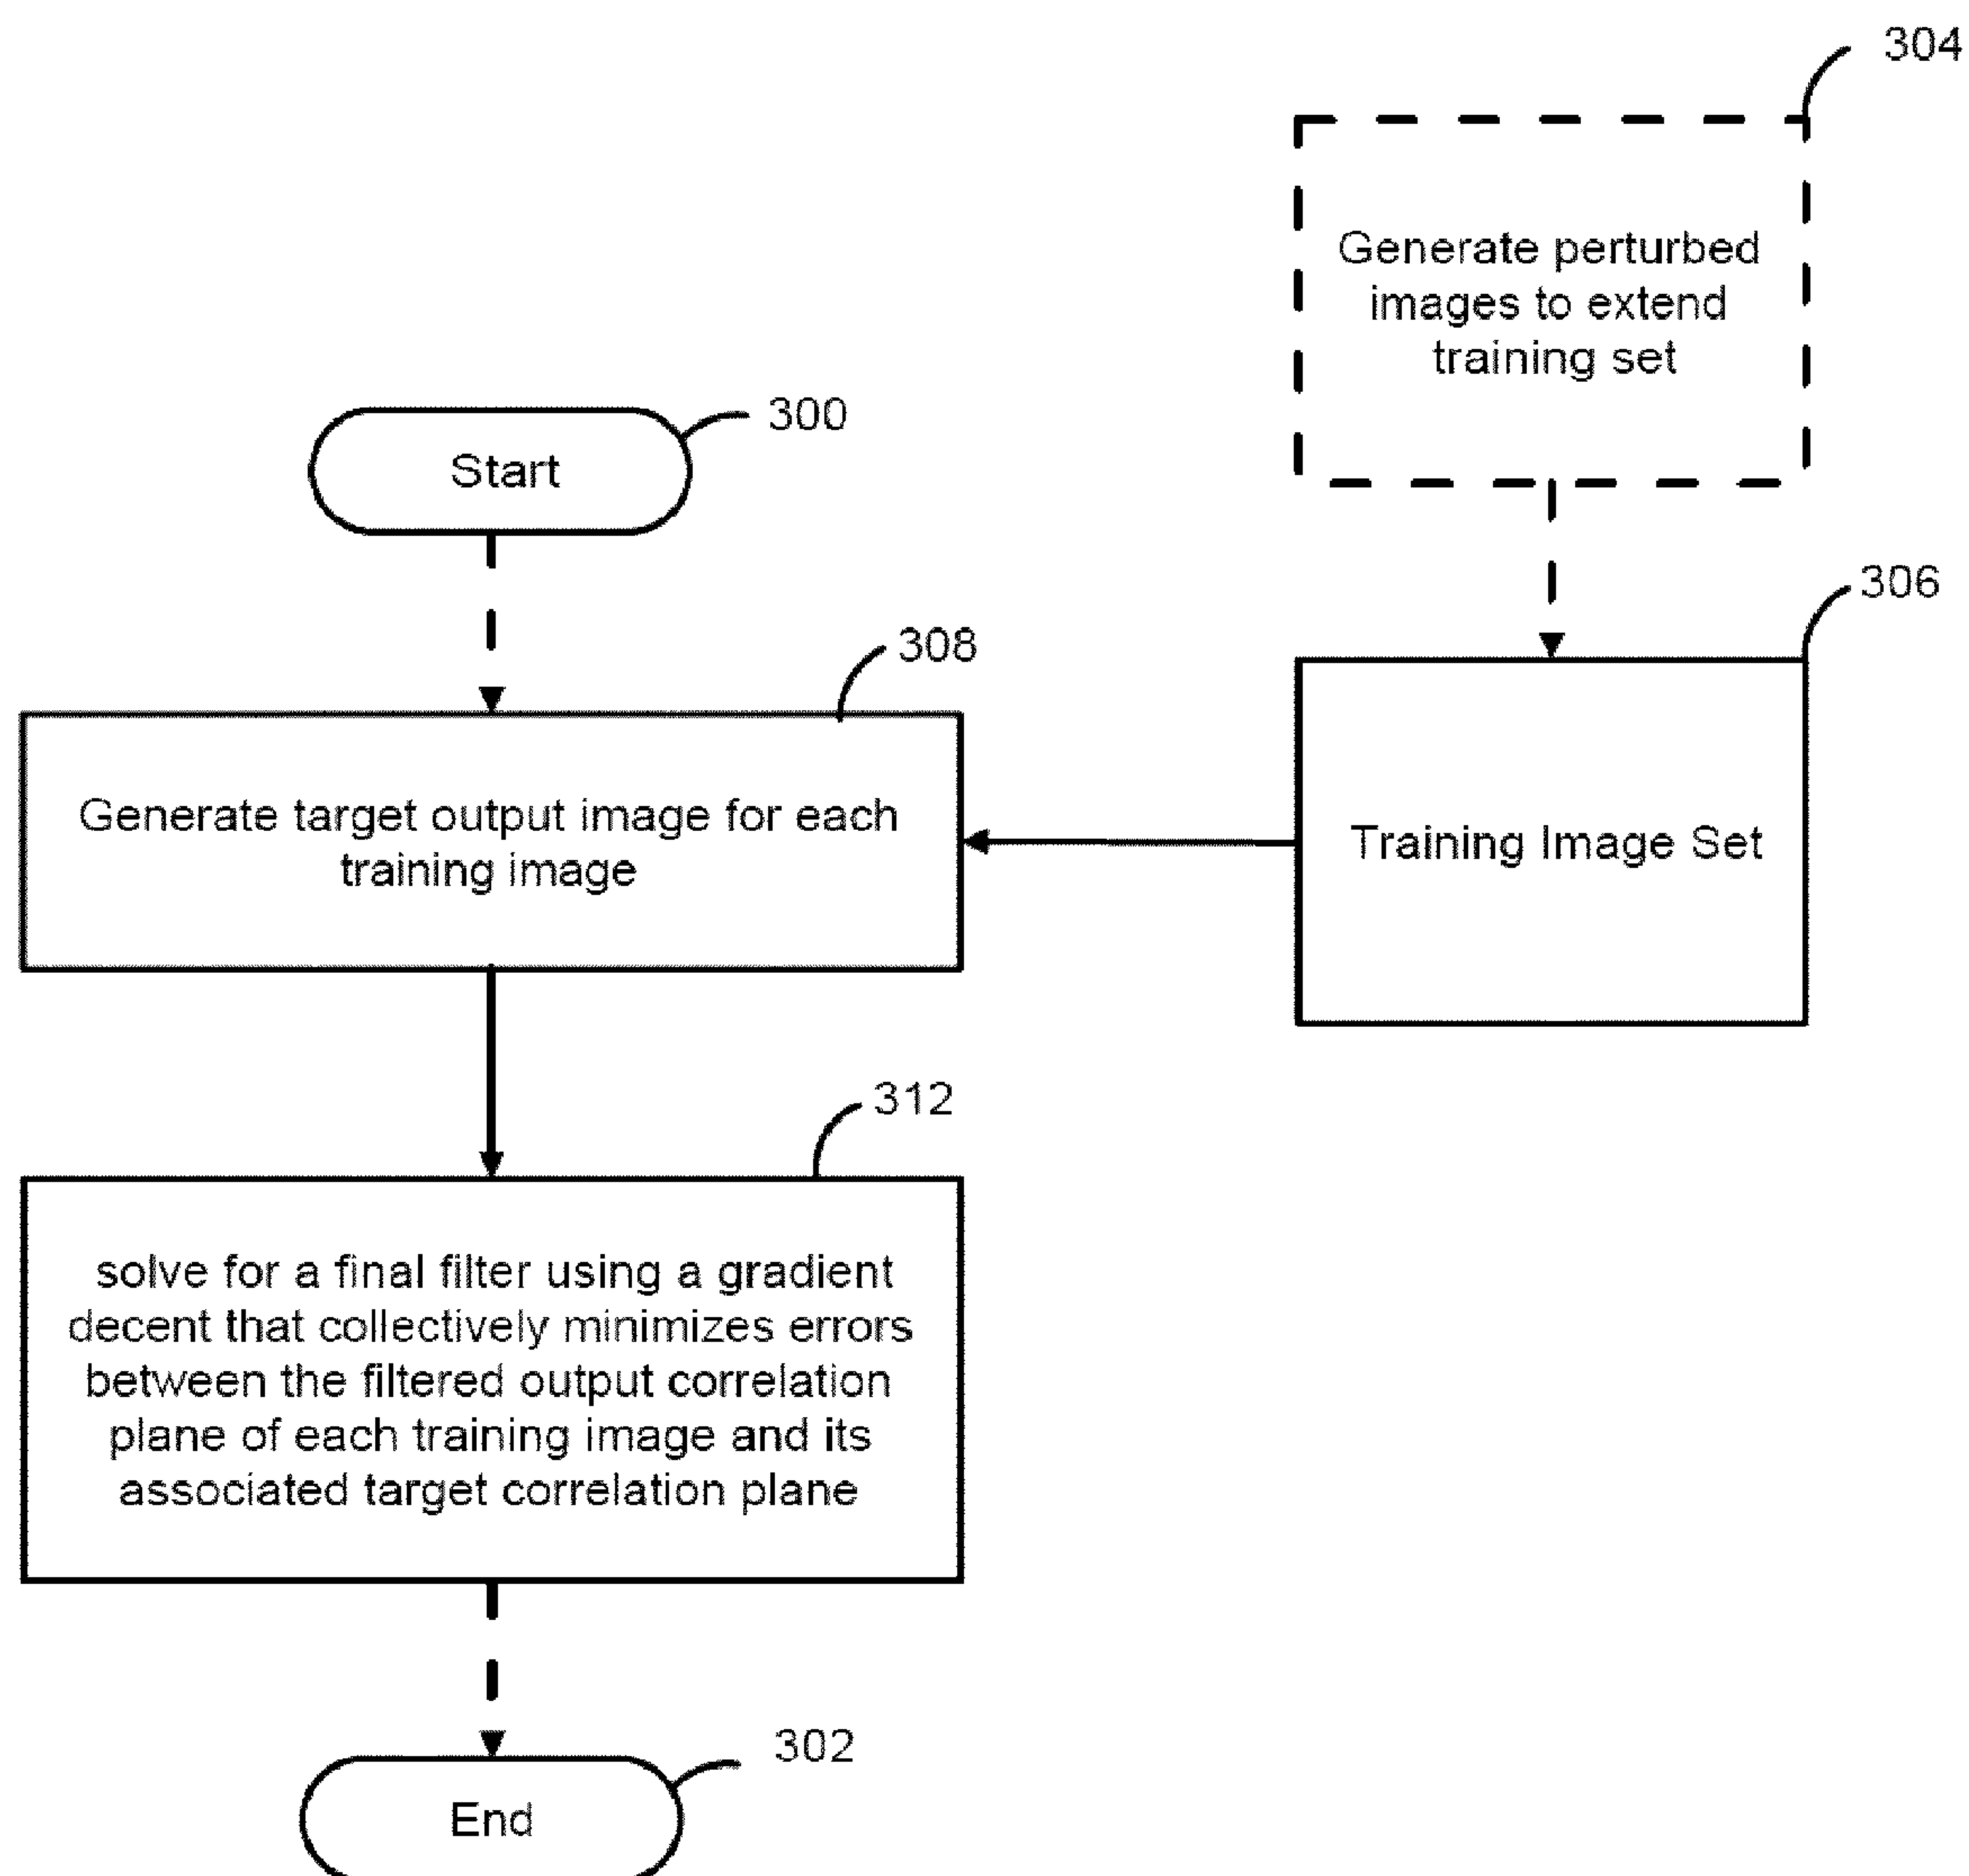 304
Generate perturbed
images to extend
training set
300
Start
306
308
Generate target output image for each
training image
Training Image Set
312
solve for a final filter using a gradient
decent that collectively minimizes errors
between the filtered output correlation
plane of each training image and its
associated target correlation plane
302
End